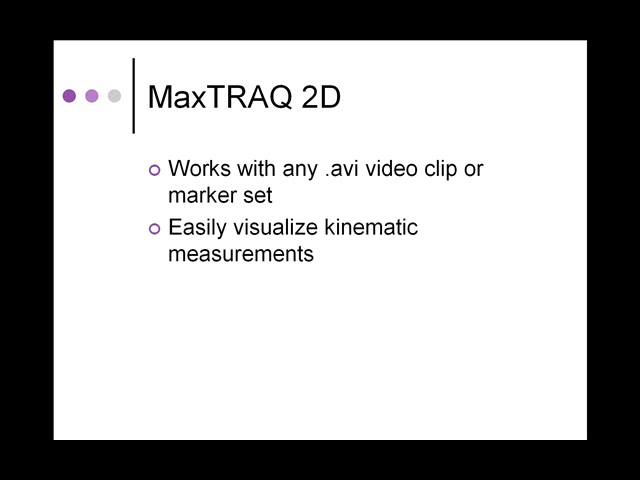 MaxTRAQ 2D
Works with any .avi video clip or
marker set
Easily visualize kinematic
measurements